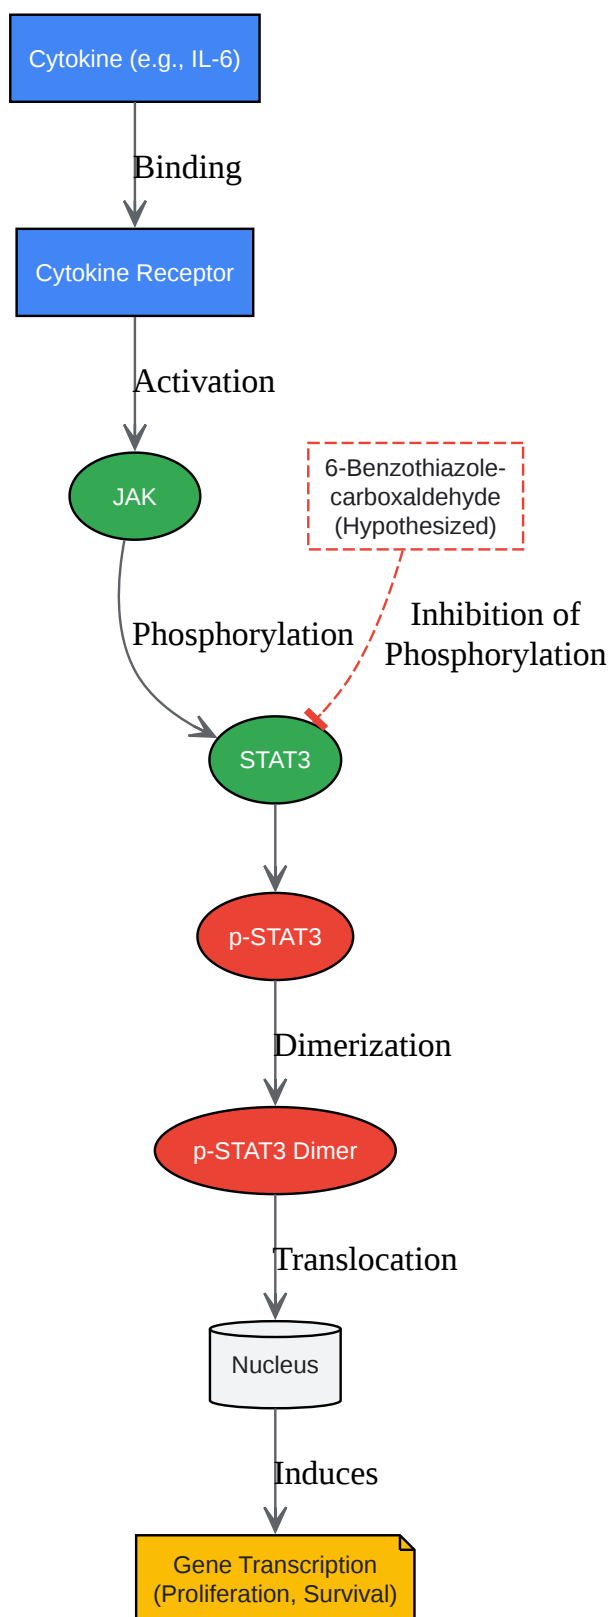 Cytokine (e.g., IL-6)
Binding
Cytokine Receptor
Activation
JAK
6-Benzothiazole-
carboxaldehyde
(Hypothesized)
Phosphorylation
Inhibition of
Phosphorylation
STAT3
p-STAT3
Dimerization
p-STAT3 Dimer
Translocation
Nucleus
Induces
Gene Transcription
(Proliferation, Survival)